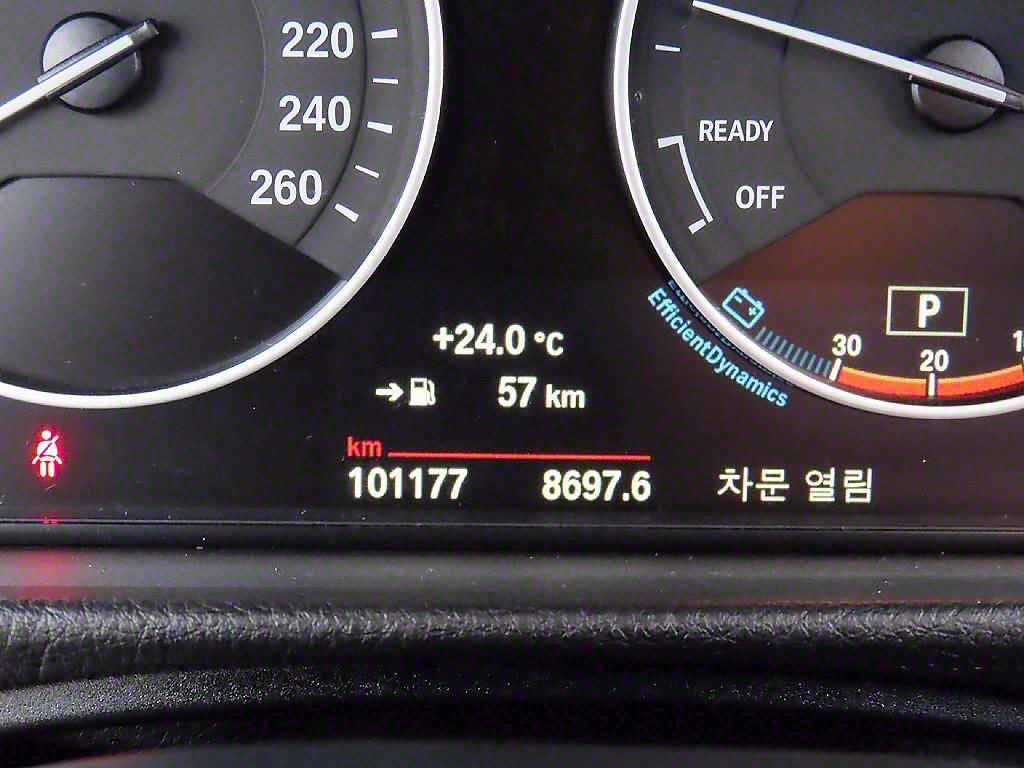 220
240
260
READY
OFF
P
EfficientDynamics
30
20
+24.0 °C
57 km
km
101177 8697.6 차문 열림